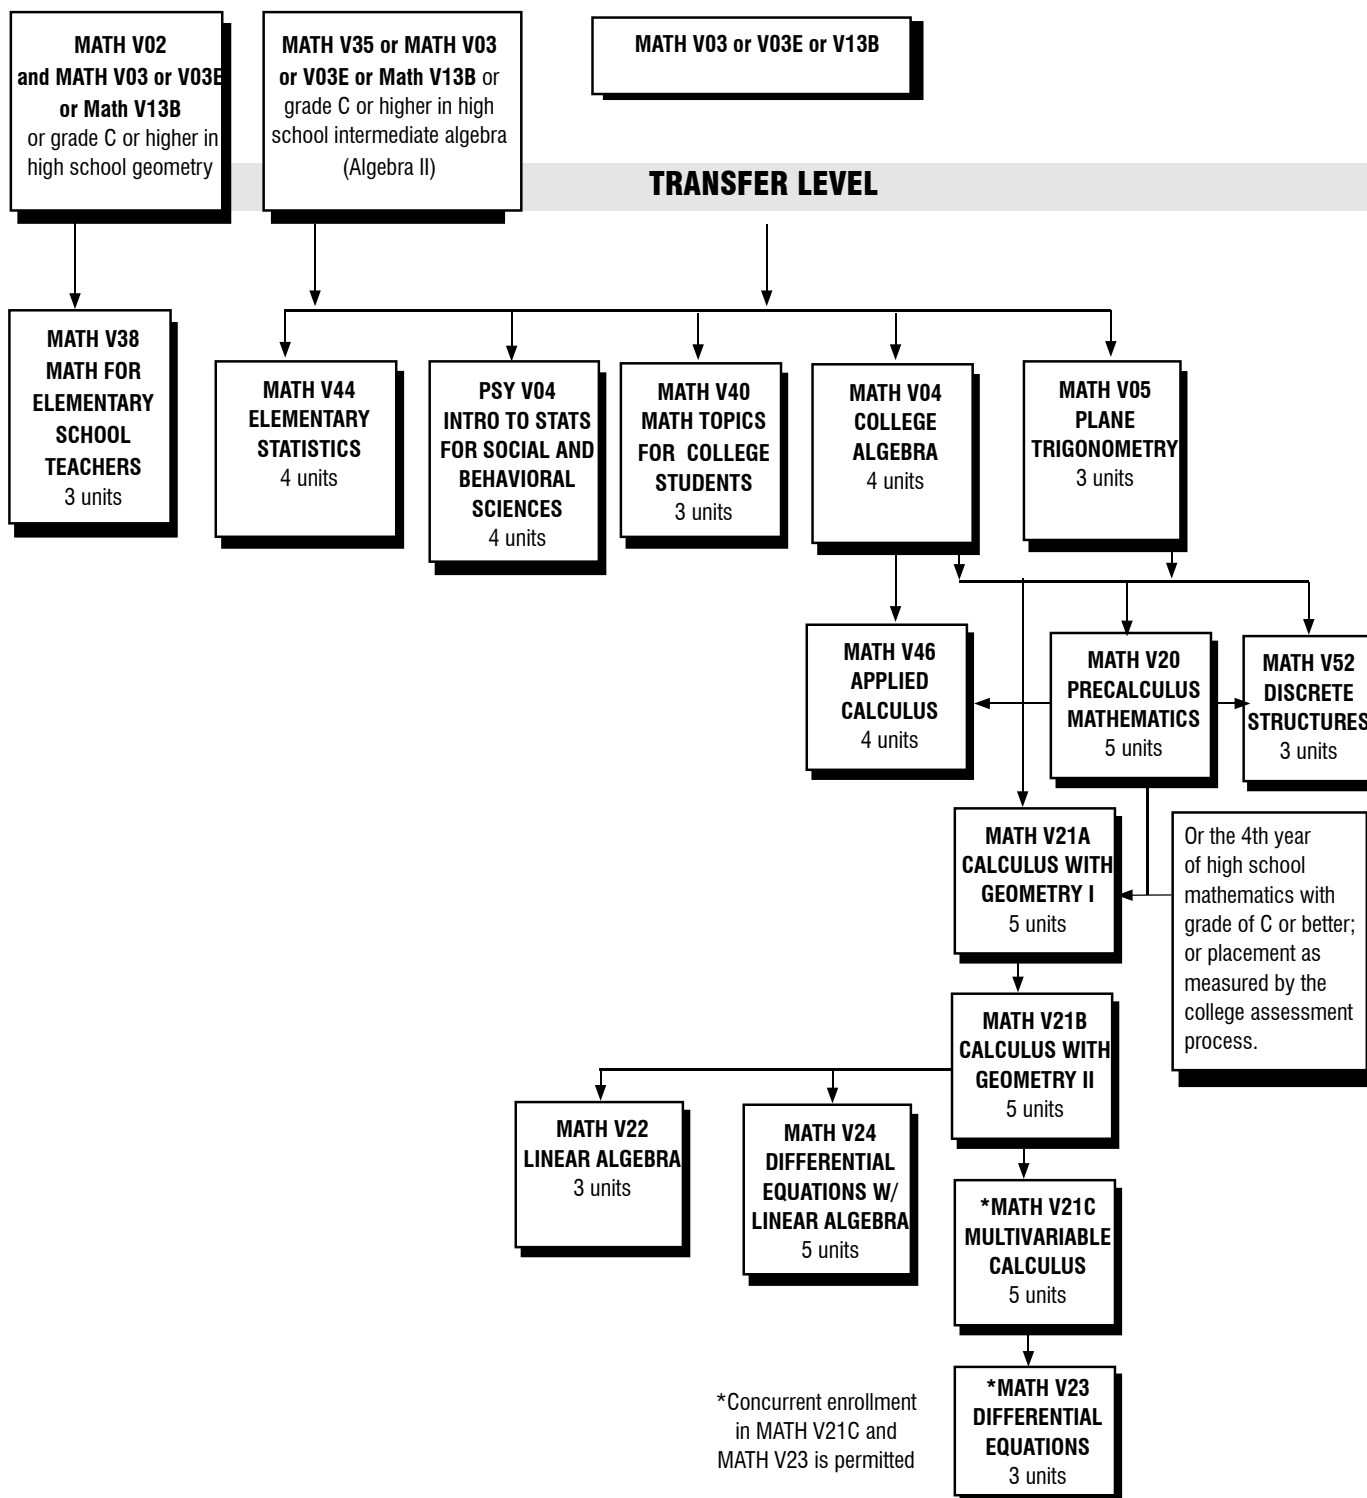 MATH V02
and MATH V03 or V03E
or Math V13B
or grade C or higher in
high school geometry
MATH V35 or MATH V03
or V03E or Math V13B or
grade C or higher in high
school intermediate algebra
(Algebra II)
MATH V03 or V03E or V13B
TRANSFER LEVEL
MATH V38
MATH FOR
ELEMENTARY
SCHOOL
TEACHERS
3 units
MATH V44
ELEMENTARY
STATISTICS
4 units
PSY V04
INTRO TO STATS
FOR SOCIAL AND
BEHAVIORAL
SCIENCES
4 units
MATH V40
MATH TOPICS
FOR COLLEGE
STUDENTS
3 units
MATH V04
COLLEGE
ALGEBRA
4 units
MATH V05
PLANE
TRIGONOMETRY
3 units
MATH V46
APPLIED
CALCULUS
4 units
MATH V20
PRECALCULUS
MATHEMATICS
5 units
MATH V52
DISCRETE
STRUCTURES
3 units
MATH V21A
CALCULUS WITH
GEOMETRY I
5 units
Or the 4th year
of high school
mathematics with
grade of C or better;
or placement as
measured by the
college assessment
process.
MATH V21B
CALCULUS WITH
GEOMETRY II
5 units
MATH V22
LINEAR ALGEBRA
3 units
MATH V24
DIFFERENTIAL
EQUATIONS W/
LINEAR ALGEBRA
5 units
*MATH V21C
MULTIVARIABLE
CALCULUS
5 units
*MATH V23
DIFFERENTIAL
EQUATIONS
3 units
*Concurrent enrollment
in MATH V21C and
MATH V23 is permitted